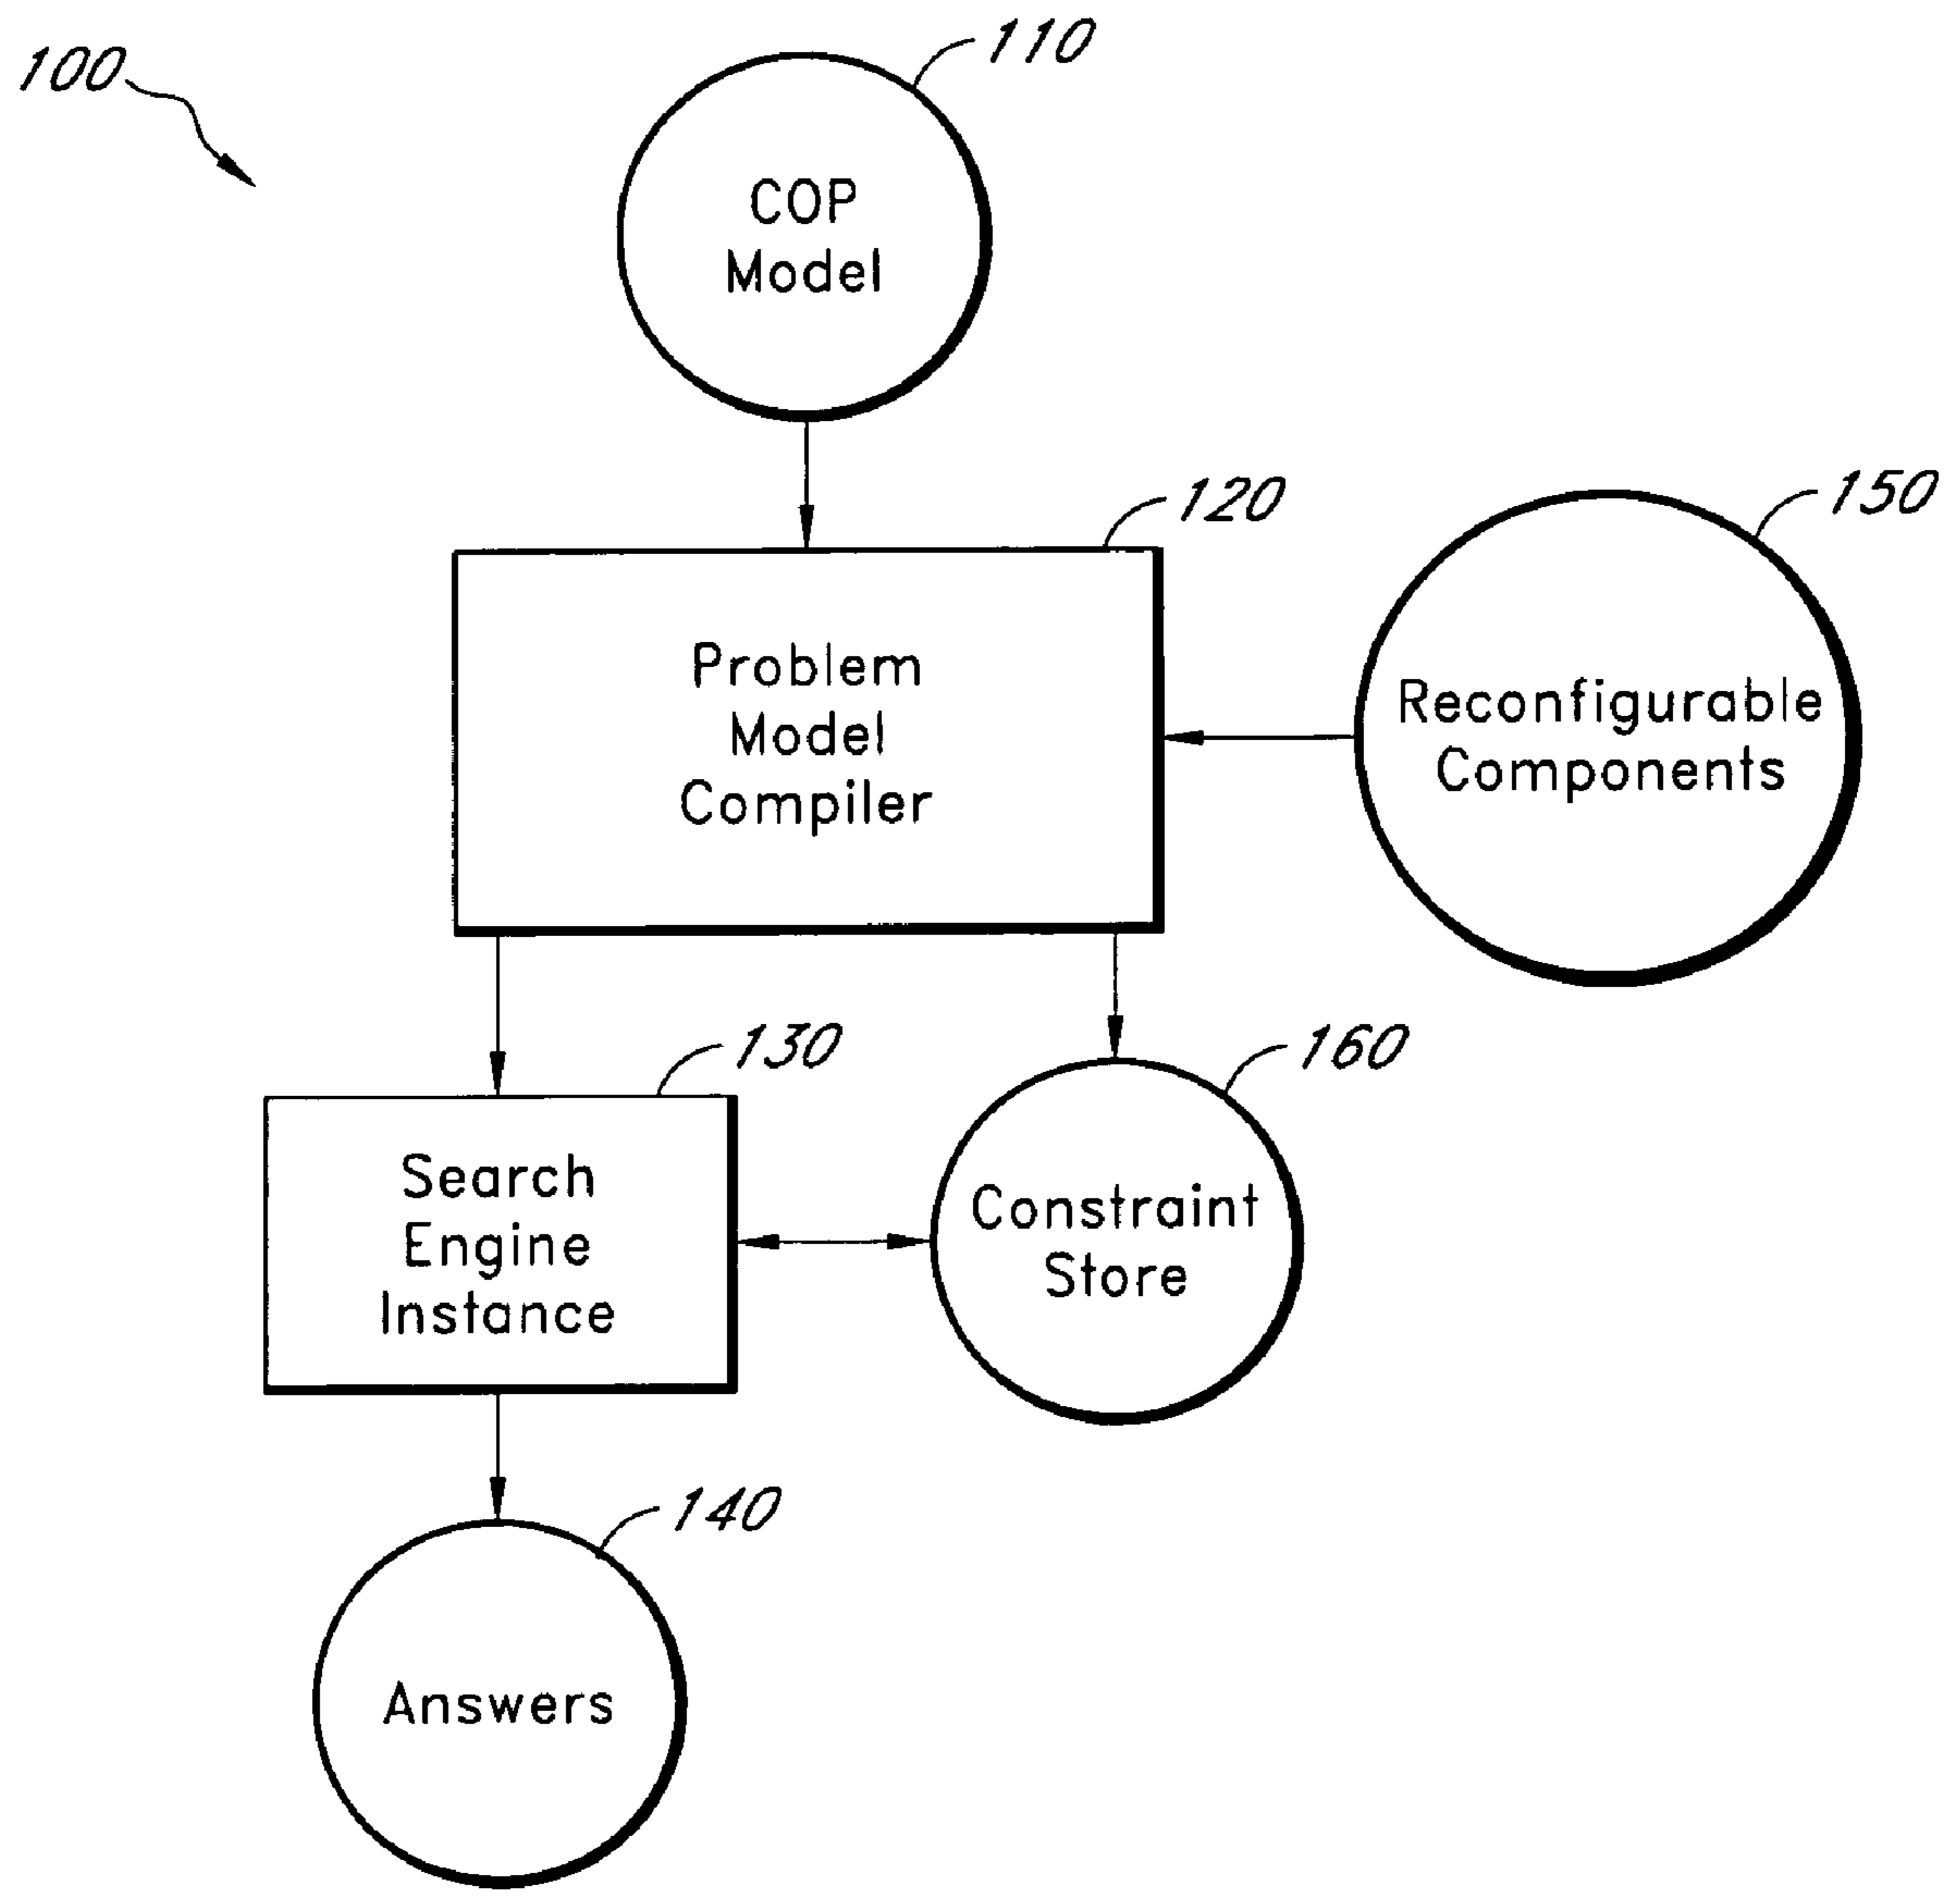 100
110
COP
Model
120
150
Problem
Model
Compiler
Reconfigurable
Components
130
160
Search
Engine
Instance
Constraint
Store
140
Answers